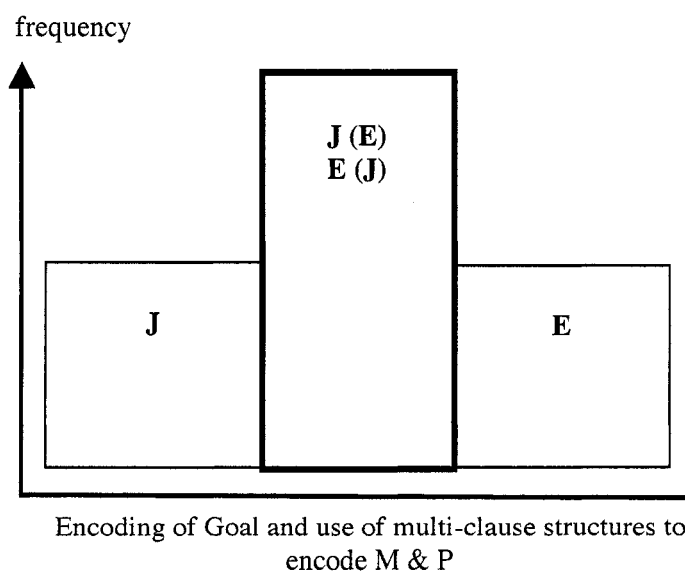 frequency
J (E)
E (J)
J
E
Encoding of Goal and use of multi-clause structures to
encode M & P